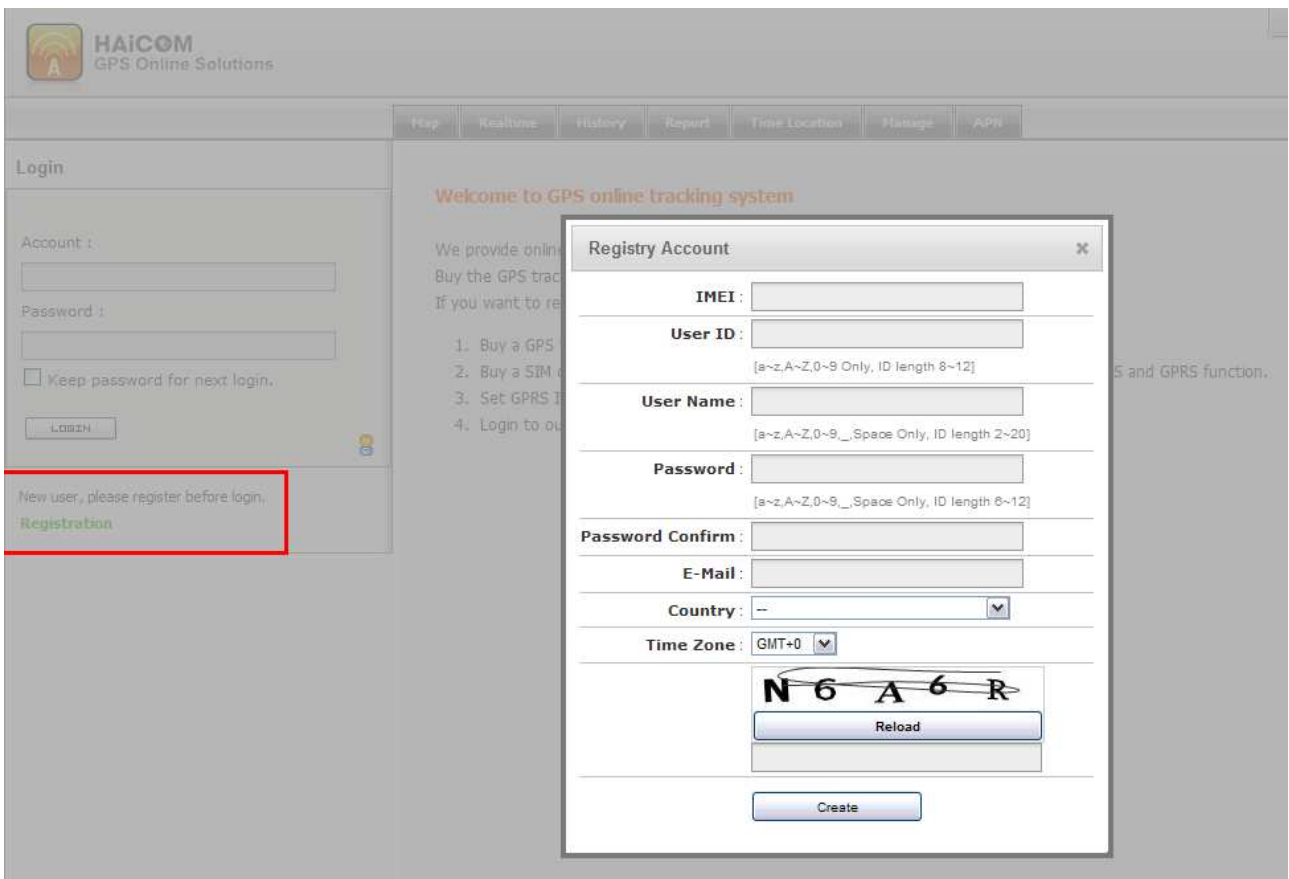 HAiCOM
GPS Online Solutions
Map Realtime History Report Time Location Manage APN
Login
Account :
Password :
Keep password for next login.
LOGIN
New user, please register before login.
Registration
Welcome to GPS online tracking system
We provide online
Buy the GPS trac
If you want to re
1. Buy a GPS
2. Buy a SIM S and GPRS function.
3. Set GPRS I
4. Login to ou
Registry Account
IMEI :
User ID :
[a~z,A~Z,0~9 Only, ID length 8~12]
User Name :
[a~z,A~Z,0~9,_,Space Only, ID length 2~20]
Password :
[a~z,A~Z,0~9,_,Space Only, ID length 6~12]
Password Confirm :
E-Mail :
Country : --
Time Zone : GMT+0
N 6 A 6 R
Reload
Create